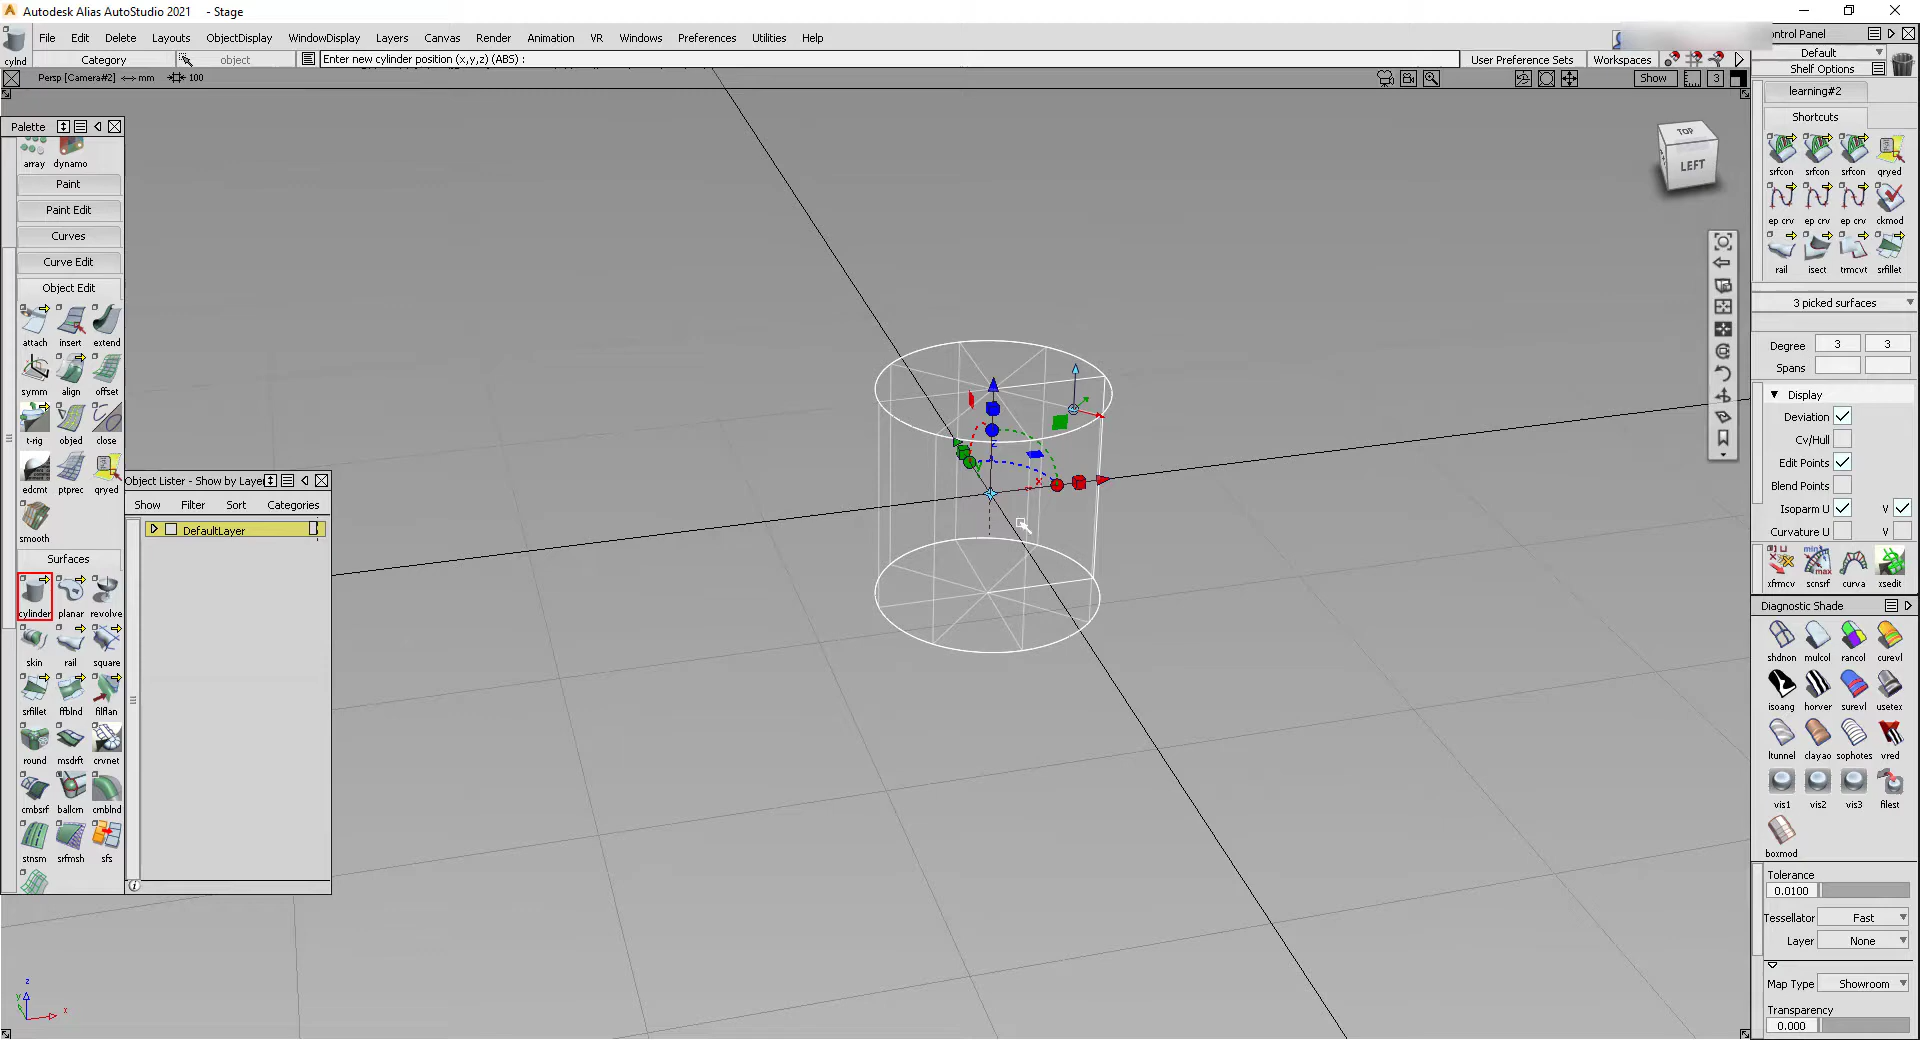 Autodesk Alias AutoStudio 2021 - Stage
File Edit Delete Layouts ObjectDisplay WindowDisplay Layers Canvas Render Animation VR Windows Preferences Utilities Help
cylnd Category object Enter new cylinder position (x,y,z) (ABS) : User Preference Sets Workspaces
Persp [Camera#2] mm 100 Show 3
ontrol Panel
Default
Shelf Options
learning#2
Shortcuts
srfcon srfcon srfcon qryed
ep crv ep crv ep crv ckmod
rail isect trmcvt srfillet
3 picked surfaces
Degree 3 3
Spans
Display
Deviation
Cv/Hull
Edit Points
Blend Points
Isoparm U V
Curvature U V
xfrmcv scnsrf curva xsedit
min max
Diagnostic Shade
shdnon mulcol rancol curevl
isoang horver surevl usetex
ltunnel clayao sophotes vred
vis1 vis2 vis3 filest
boxmod
Tolerance
0.0100
Tessellator Fast
Layer None
Map Type Showroom
Transparency
0.000
TOP
LEFT
Palette
array dynamo
Paint
Paint Edit
Curves
Curve Edit
Object Edit
attach insert extend
symm align offset
t-rig objed close
edcmt ptprec qryed
smooth
Surfaces
cylinder planar revolve
skin rail square
srfillet ffblnd filflan
round msdrft crvnet
cmbsrf ballcrn crnblnd
stnsm srfmsh sfs
Object Lister - Show by Layer
Show Filter Sort Categories
DefaultLayer
z
x
y
z
y
x